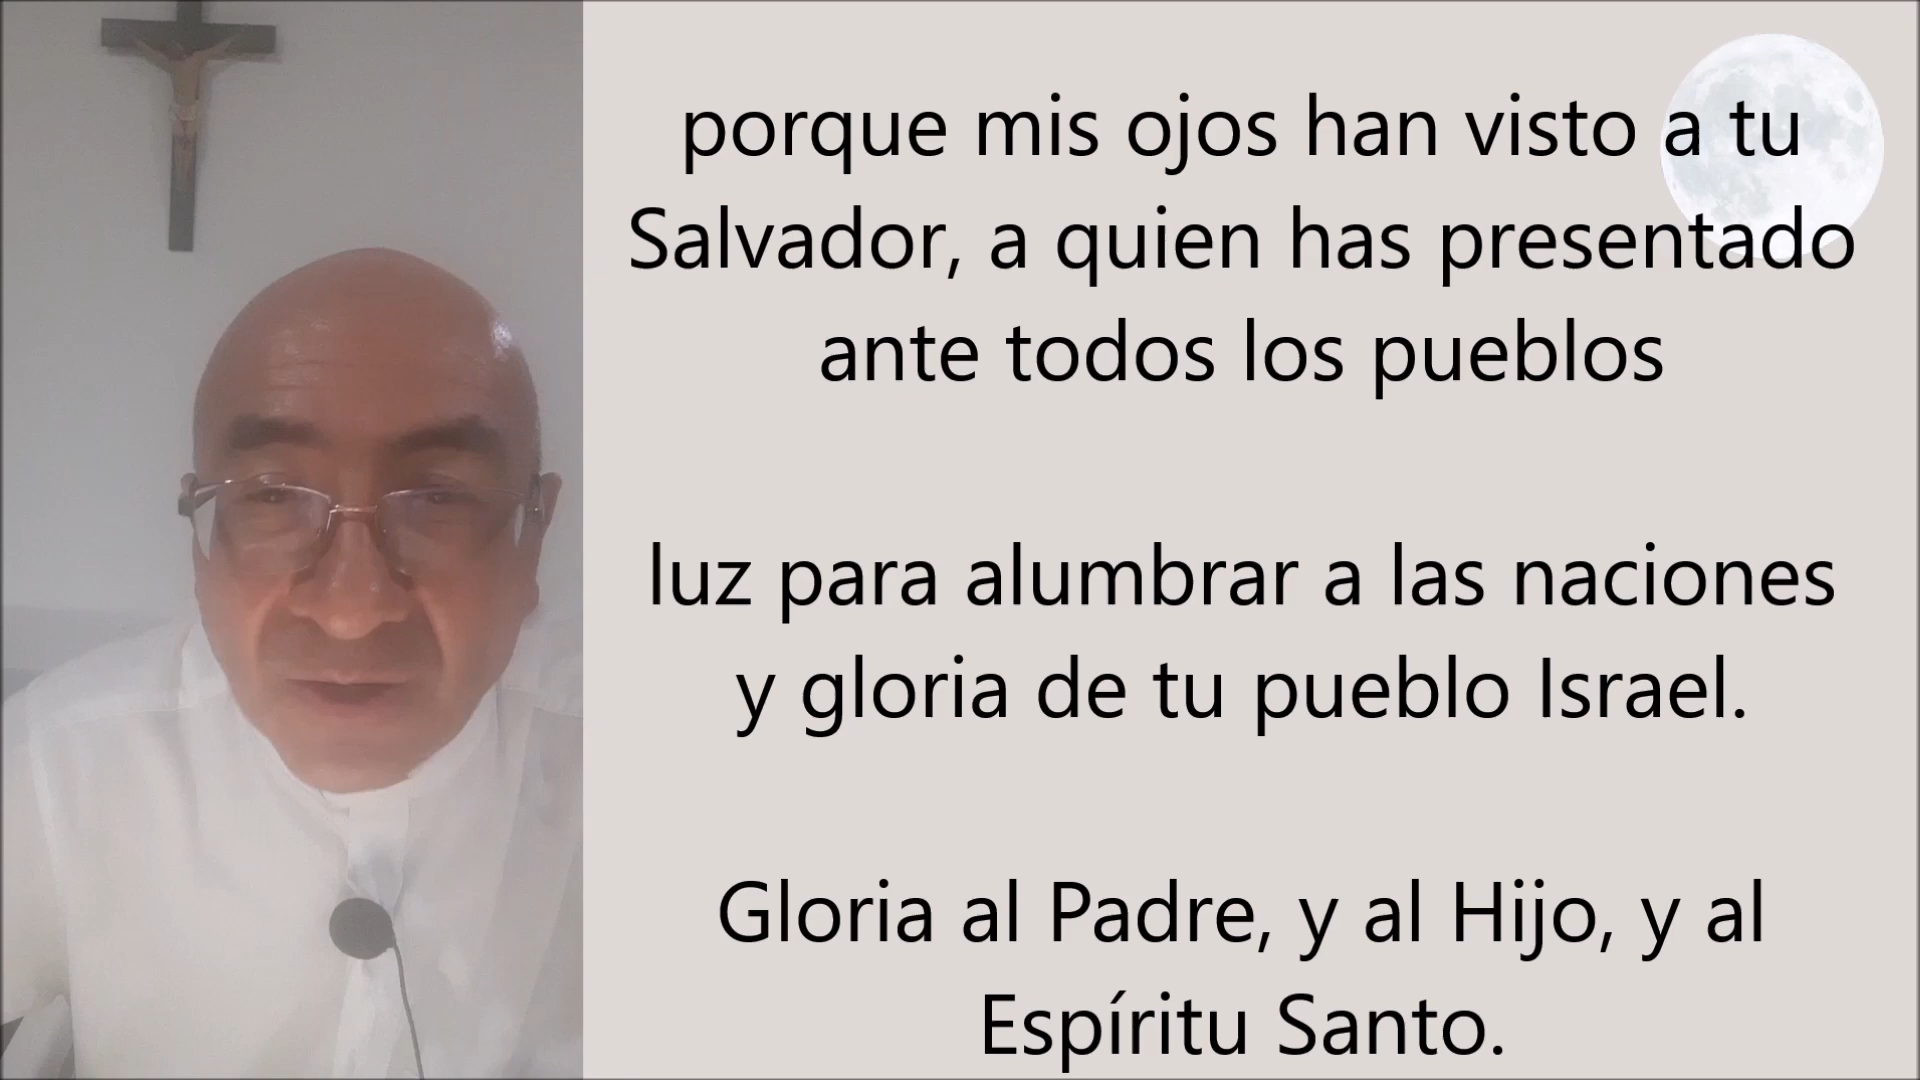 porque mis ojos han visto a tu
Salvador, a quien has presentado
ante todos los pueblos
luz para alumbrar a las naciones
y gloria de tu pueblo Israel.
Gloria al Padre, y al Hijo, y al
Espíritu Santo.